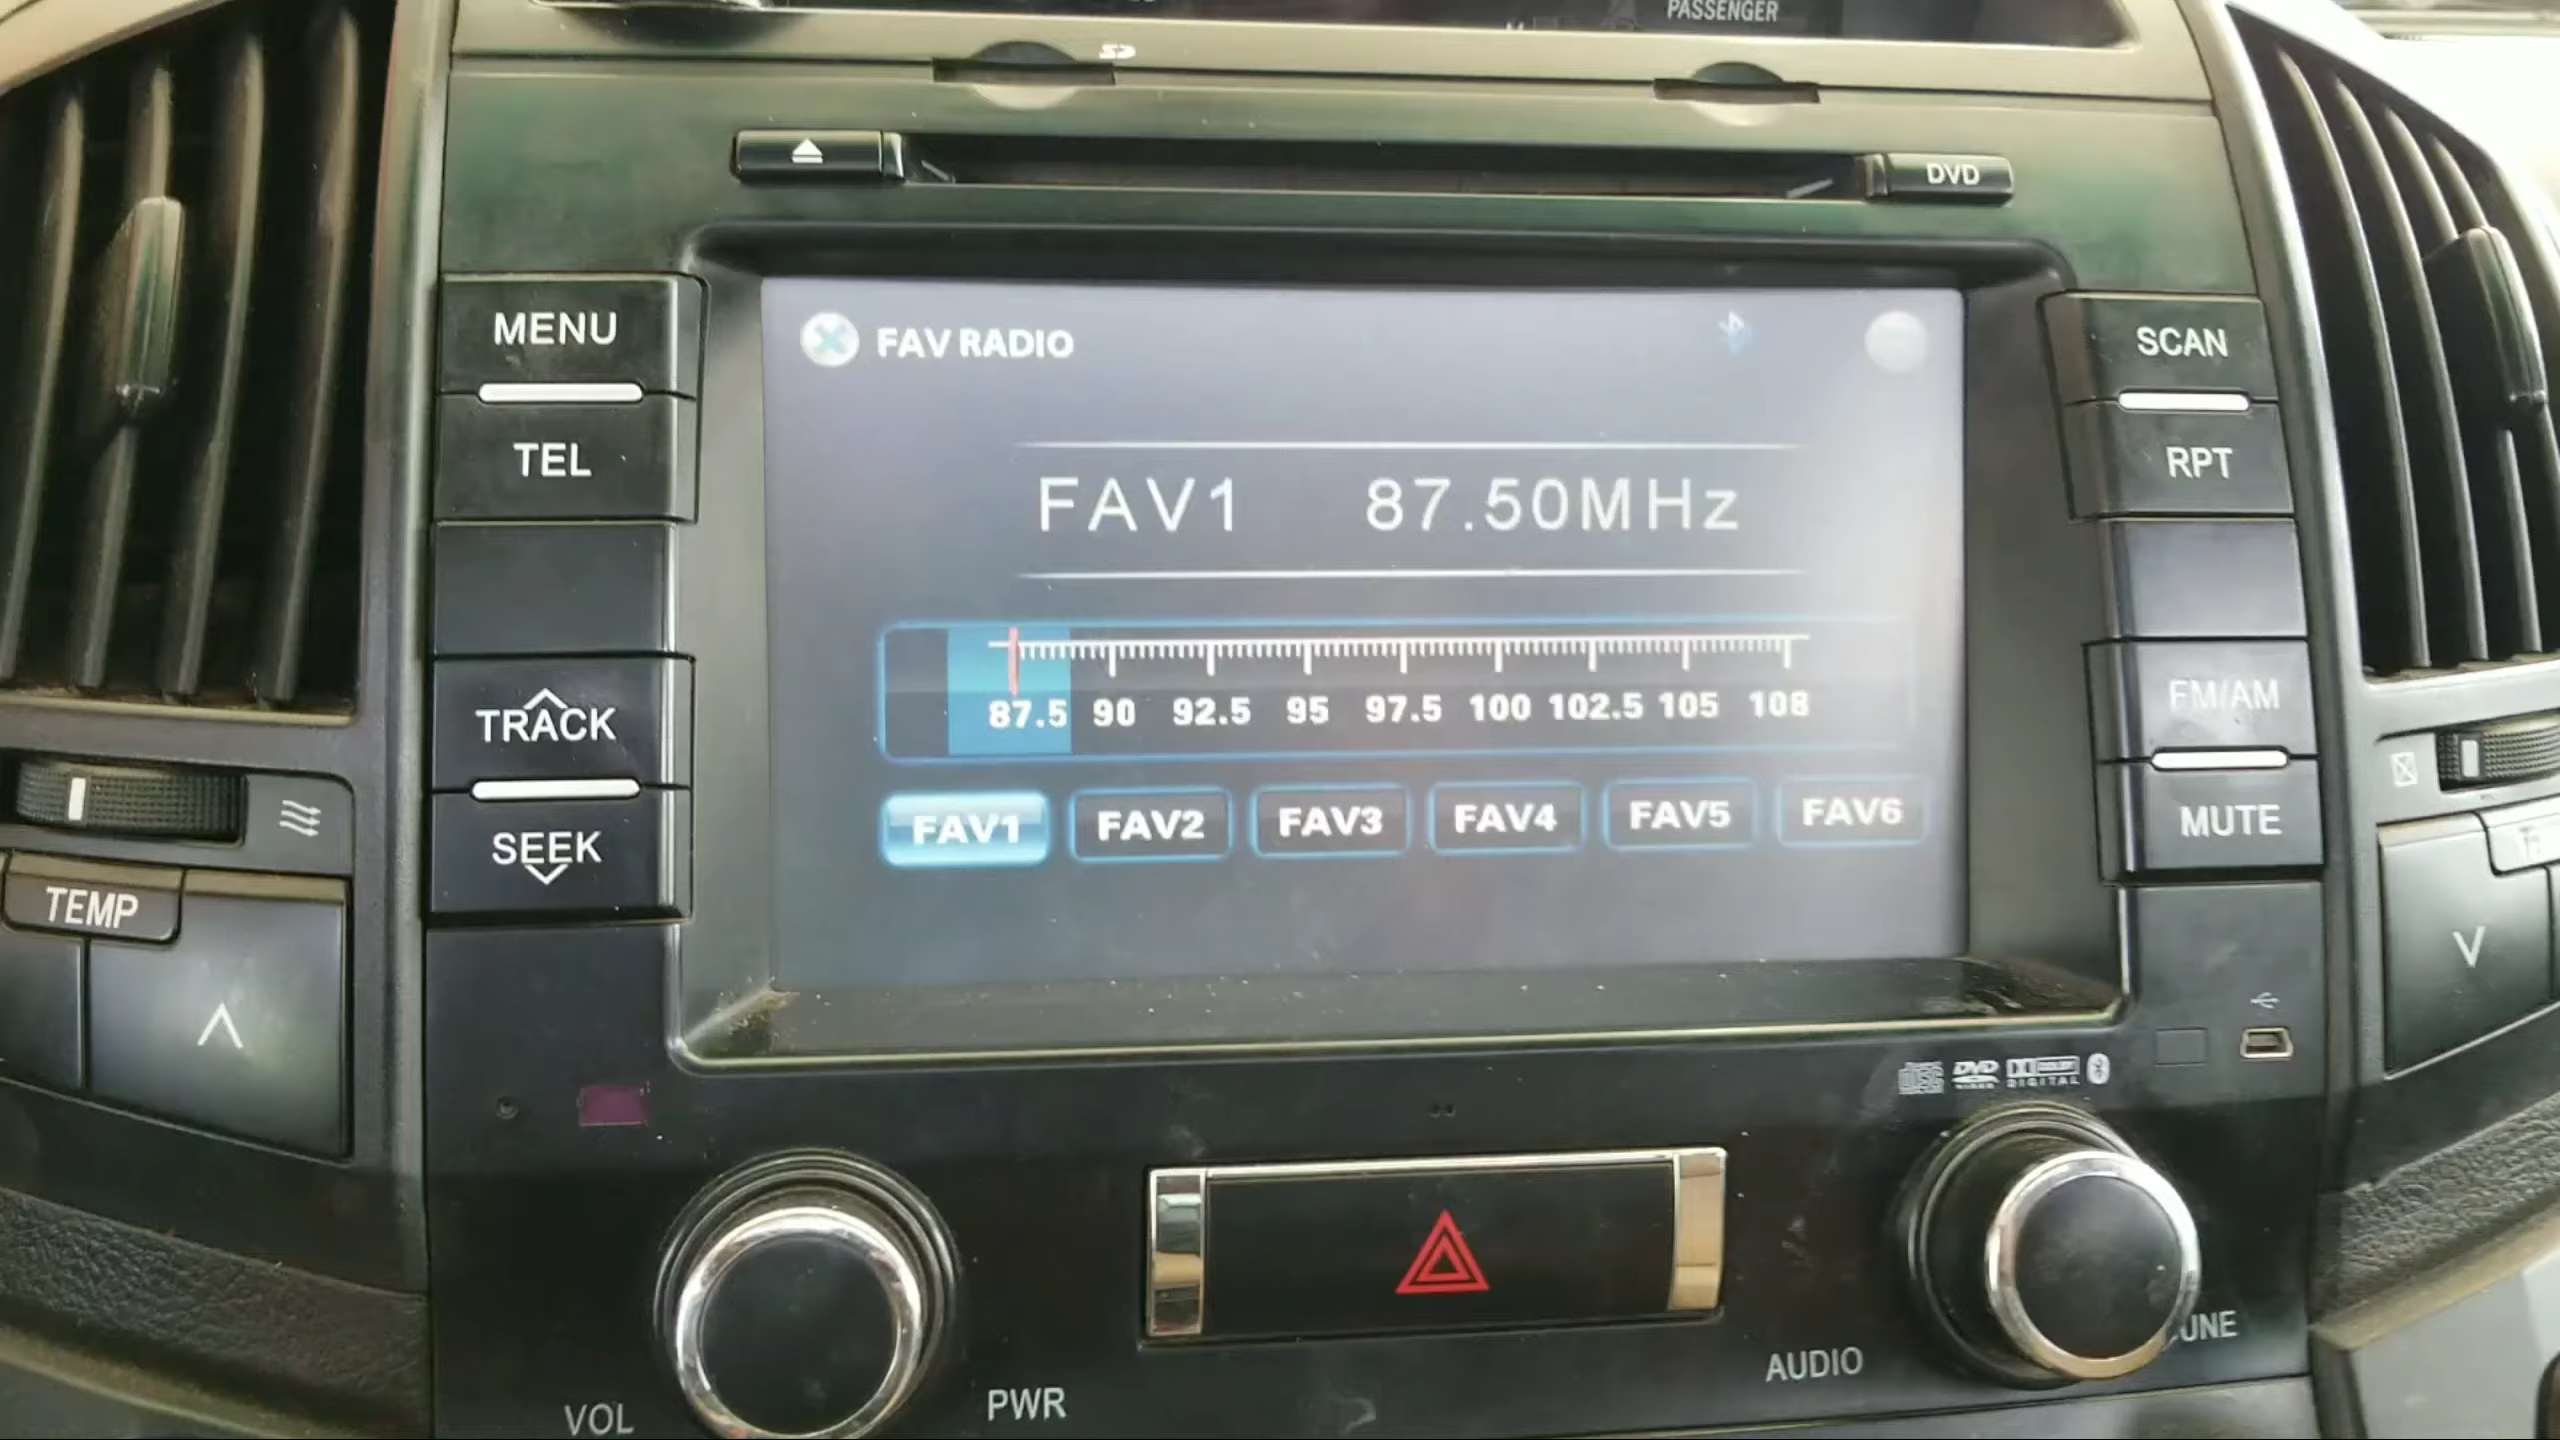 PASSENGER
DVD
MENU
TEL
TRACK
SEEK
TEMP
FAV RADIO
FAV1 87.50MHz
87.5 90 92.5 95 97.5 100 102.5 105 108
FAV1 FAV2 FAV3 FAV4 FAV5 FAV6
SCAN
RPT
FM/AM
MUTE
DVD
DIGITAL
VOL
PWR
AUDIO